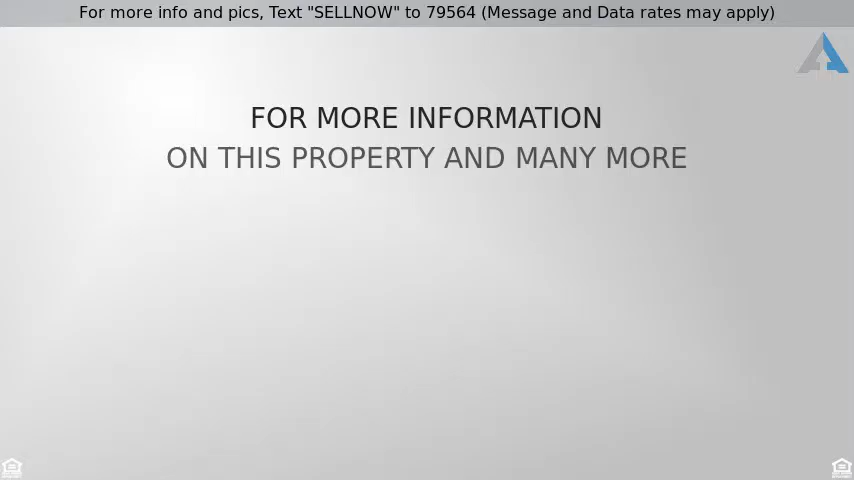 For more info and pics, Text "SELLNOW" to 79564 (Message and Data rates may apply)
FOR MORE INFORMATION
ON THIS PROPERTY AND MANY MORE